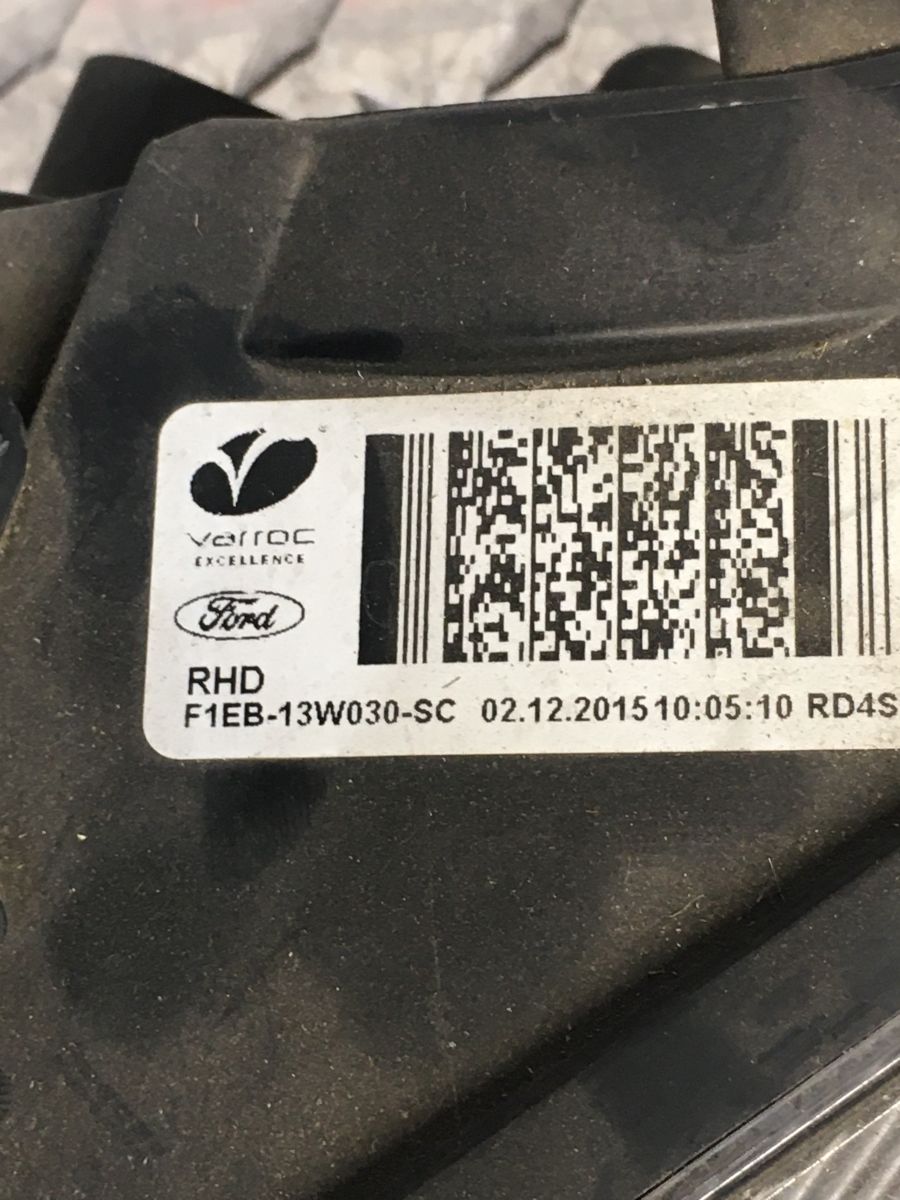 varroc
EXCELLENCE
Ford
RHD
F1EB-13W030-SC 02.12.2015 10:05:10 RD4S